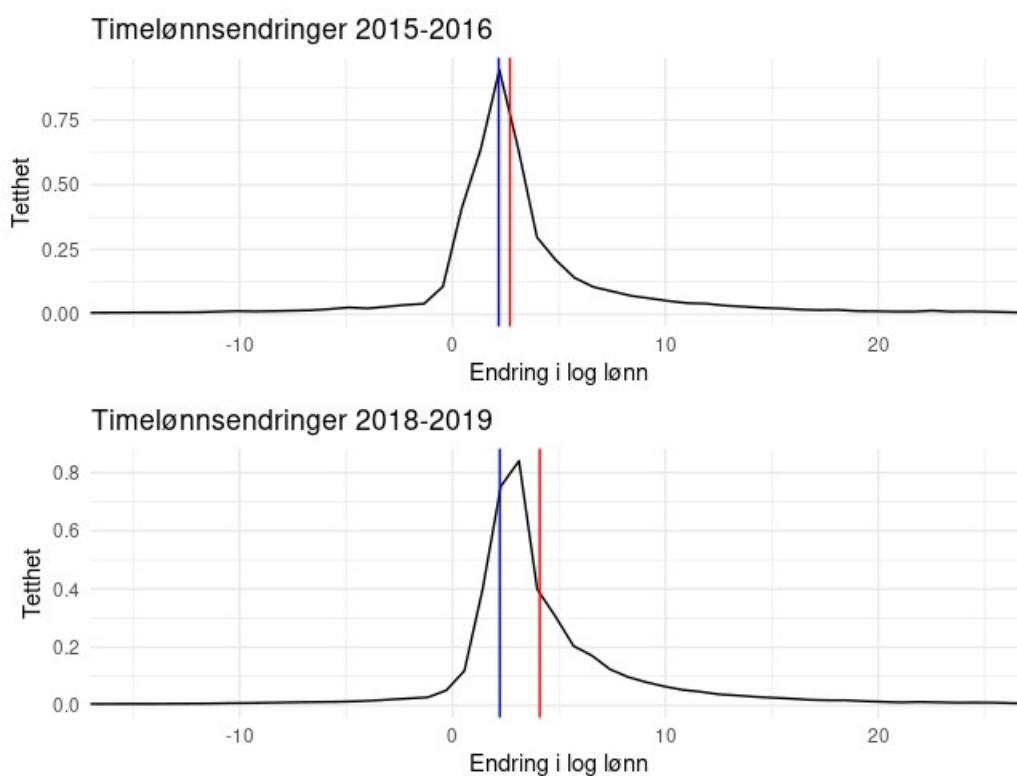 Timelønnsendringer 2015-2016
Tetthet
0.75
0.50
0.25
0.00
-10 0 10 20
Endring i log lønn
Timelønnsendringer 2018-2019
Tetthet
0.8
0.6
0.4
0.2
0.0
-10 0 10 20
Endring i log lønn